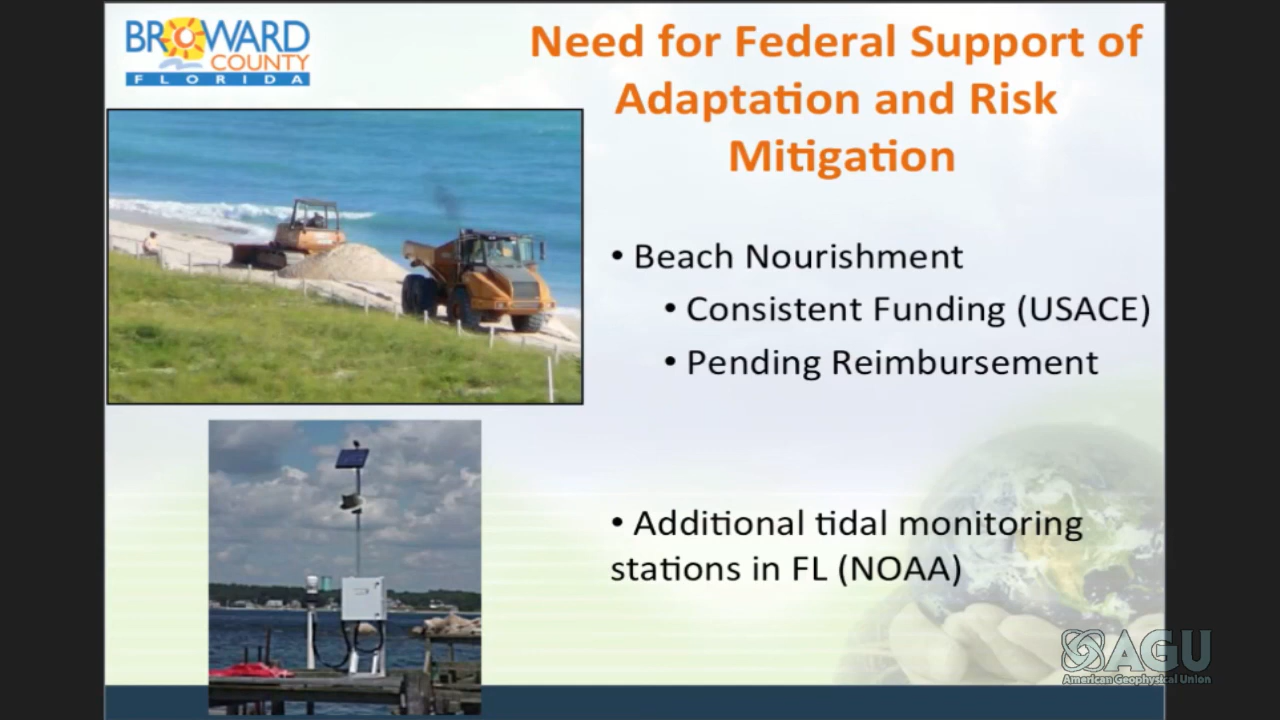 BROWARD
COUNTY
FLORIDA
Need for Federal Support of
Adaptation and Risk
Mitigation
• Beach Nourishment
• Consistent Funding (USACE)
• Pending Reimbursement
• Additional tidal monitoring
stations in FL (NOAA)
AGU
American Geophysical Union